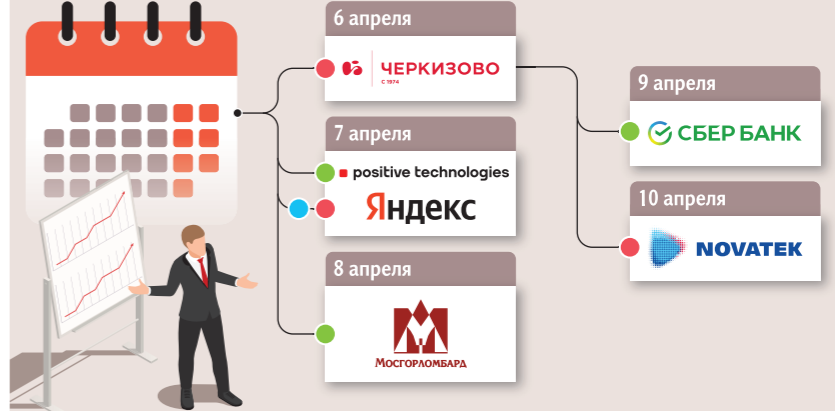 6 апреля
ЧЕРКИЗОВО
С 1974
7 апреля
positive technologies
Яндекс
8 апреля
МОСГОРЛОМБАРД
9 апреля
СБЕР БАНК
10 апреля
NOVATEK